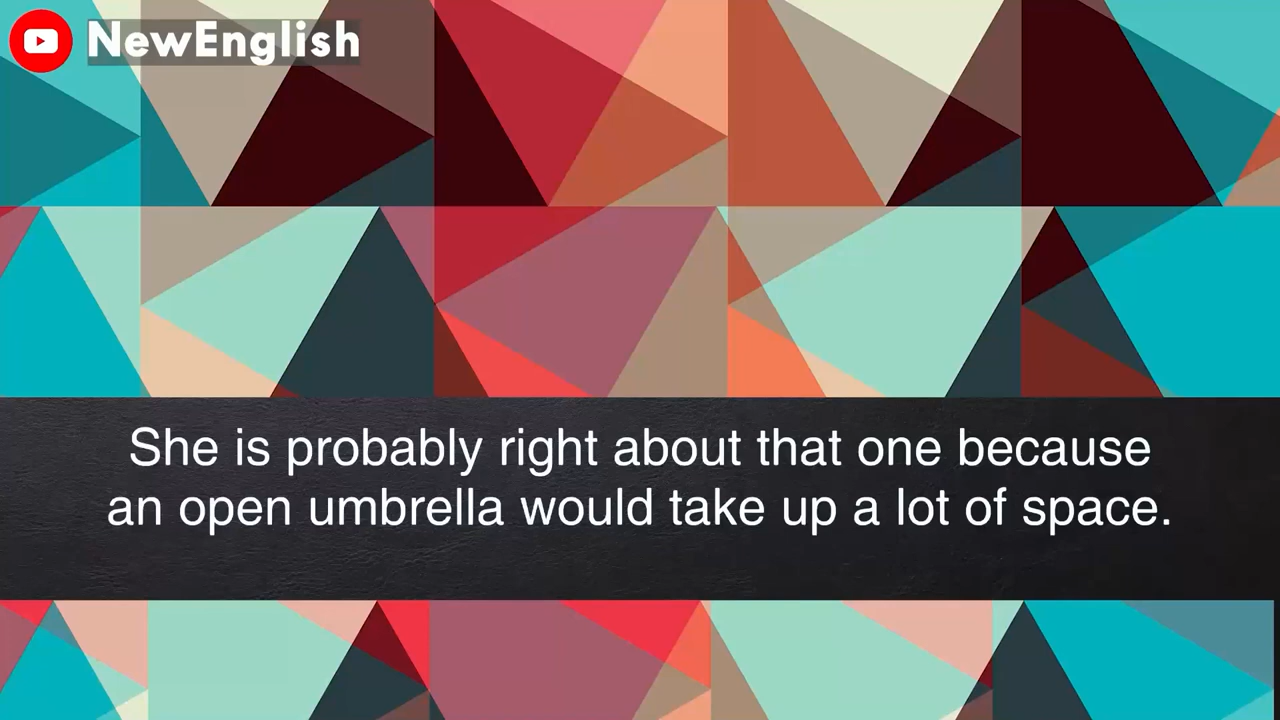 NewEnglish
She is probably right about that one because
an open umbrella would take up a lot of space.